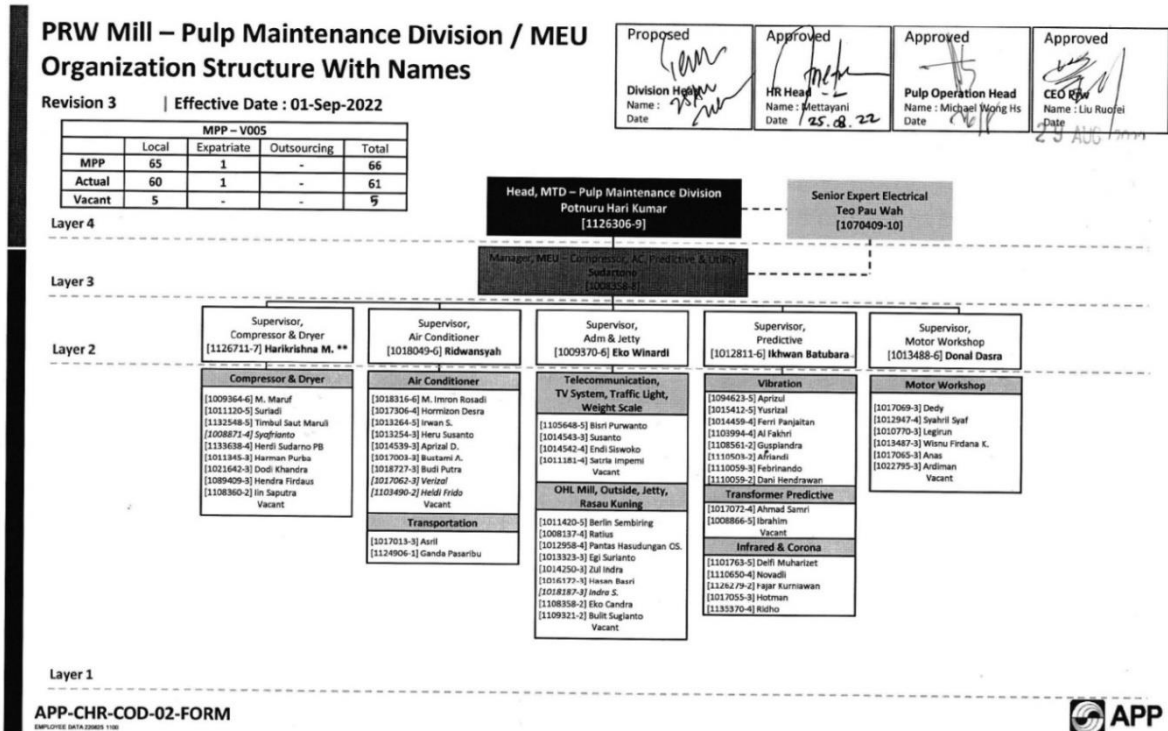 PRW Mill – Pulp Maintenance Division / MEU
Organization Structure With Names
Revision 3 | Effective Date : 01-Sep-2022
Proposed
Division Head
Name :
Date
Approved
HR Head
Name : Mettayani
Date 25.08.22
Approved
Pulp Operation Head
Name : Michael Wong Hs
Date
Approved
CEO PRW
Name : Liu Ruofei
Date
29 AUG
MPP – V005
Local Expatriate Outsourcing Total
MPP 65 1 - 66
Actual 60 1 - 61
Vacant 5 - - 5
Layer 4
Head, MTD – Pulp Maintenance Division
Potnuru Hari Kumar
[1126306-9]
Senior Expert Electrical
Teo Pau Wah
[1070409-10]
Layer 3
Manager, MEU – Compressor, AC, Predictive & Utility
Sudartono
[1008358-8]
Layer 2
Supervisor,
Compressor & Dryer
[1126711-7] Harikrishna M. **
Supervisor,
Air Conditioner
[1018049-6] Ridwansyah
Supervisor,
Adm & Jetty
[1009370-6] Eko Winardi
Supervisor,
Predictive
[1012811-6] Ikhwan Batubara
Supervisor,
Motor Workshop
[1013488-6] Donal Dasra
Compressor & Dryer
[1009364-6] M. Maruf
[1011120-5] Suriadi
[1132548-5] Timbul Saut Maruli
[1008871-4] Syafrianto
[1133638-4] Herdi Sudarno PB
[1011345-3] Harman Purba
[1021642-3] Dodi Khandra
[1089409-3] Hendra Firdaus
[1108360-2] Iin Saputra
Vacant
Air Conditioner
[1018316-6] M. Imron Rosadi
[1017306-4] Hormizon Desra
[1013264-5] Irwan S.
[1013254-3] Heru Susanto
[1014539-3] Aprizal D.
[1017003-3] Bustami A.
[1018727-3] Budi Putra
[1017062-3] Verizal
[1103490-2] Heldi Frido
Vacant
Transportation
[1017013-3] Asril
[1124906-1] Ganda Pasaribu
Telecommunication,
TV System, Traffic Light,
Weight Scale
[1105648-5] Bisri Purwanto
[1014543-3] Susanto
[1014542-4] Endi Siswoko
[1011181-4] Satria Impemi
Vacant
OHL Mill, Outside, Jetty,
Rasau Kuning
[1011420-5] Berlin Sembiring
[1008137-4] Ratius
[1012958-4] Pantas Hasudungan OS.
[1013323-3] Egi Surianto
[1014250-3] Zul Indra
[1016172-3] Hasan Basri
[1018187-3] Indra S.
[1108358-2] Eko Candra
[1109321-2] Bulit Sugianto
Vacant
Vibration
[1094623-5] Aprizul
[1015412-5] Yusrizal
[1014459-4] Ferri Panjaitan
[1103994-4] Al Fakhri
[1108561-2] Guspiandra
[1110503-2] Afriandi
[1110059-3] Febrinando
[1110059-2] Dani Hendrawan
Transformer Predictive
[1017072-4] Ahmad Samri
[1008866-5] Ibrahim
Vacant
Infrared & Corona
[1101763-5] Delfi Muharizet
[1110650-4] Novadli
[1126279-2] Fajar Kurniawan
[1017055-3] Hotman
[1135370-4] Ridho
Motor Workshop
[1017069-3] Dedy
[1012947-4] Syahril Syaf
[1010770-3] Legirun
[1013487-3] Wisnu Firdana K.
[1017065-3] Anas
[1022795-3] Ardiman
Vacant
Layer 1
APP-CHR-COD-02-FORM
EMPLOYEE DATA 220825 1100
APP